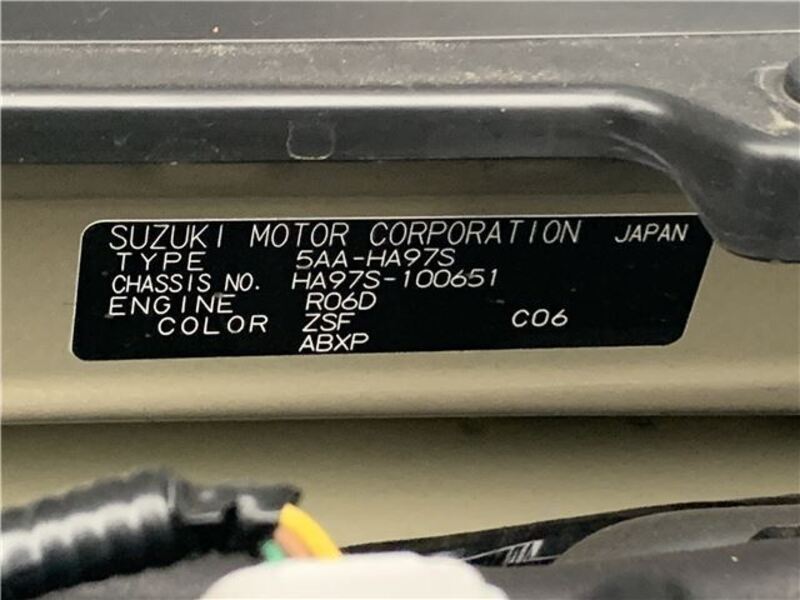 SUZUKI MOTOR CORPORATION JAPAN
TYPE 5AA-HA97S
CHASSIS NO. HA97S-100651
ENGINE R06D
COLOR ZSF C06
ABXP